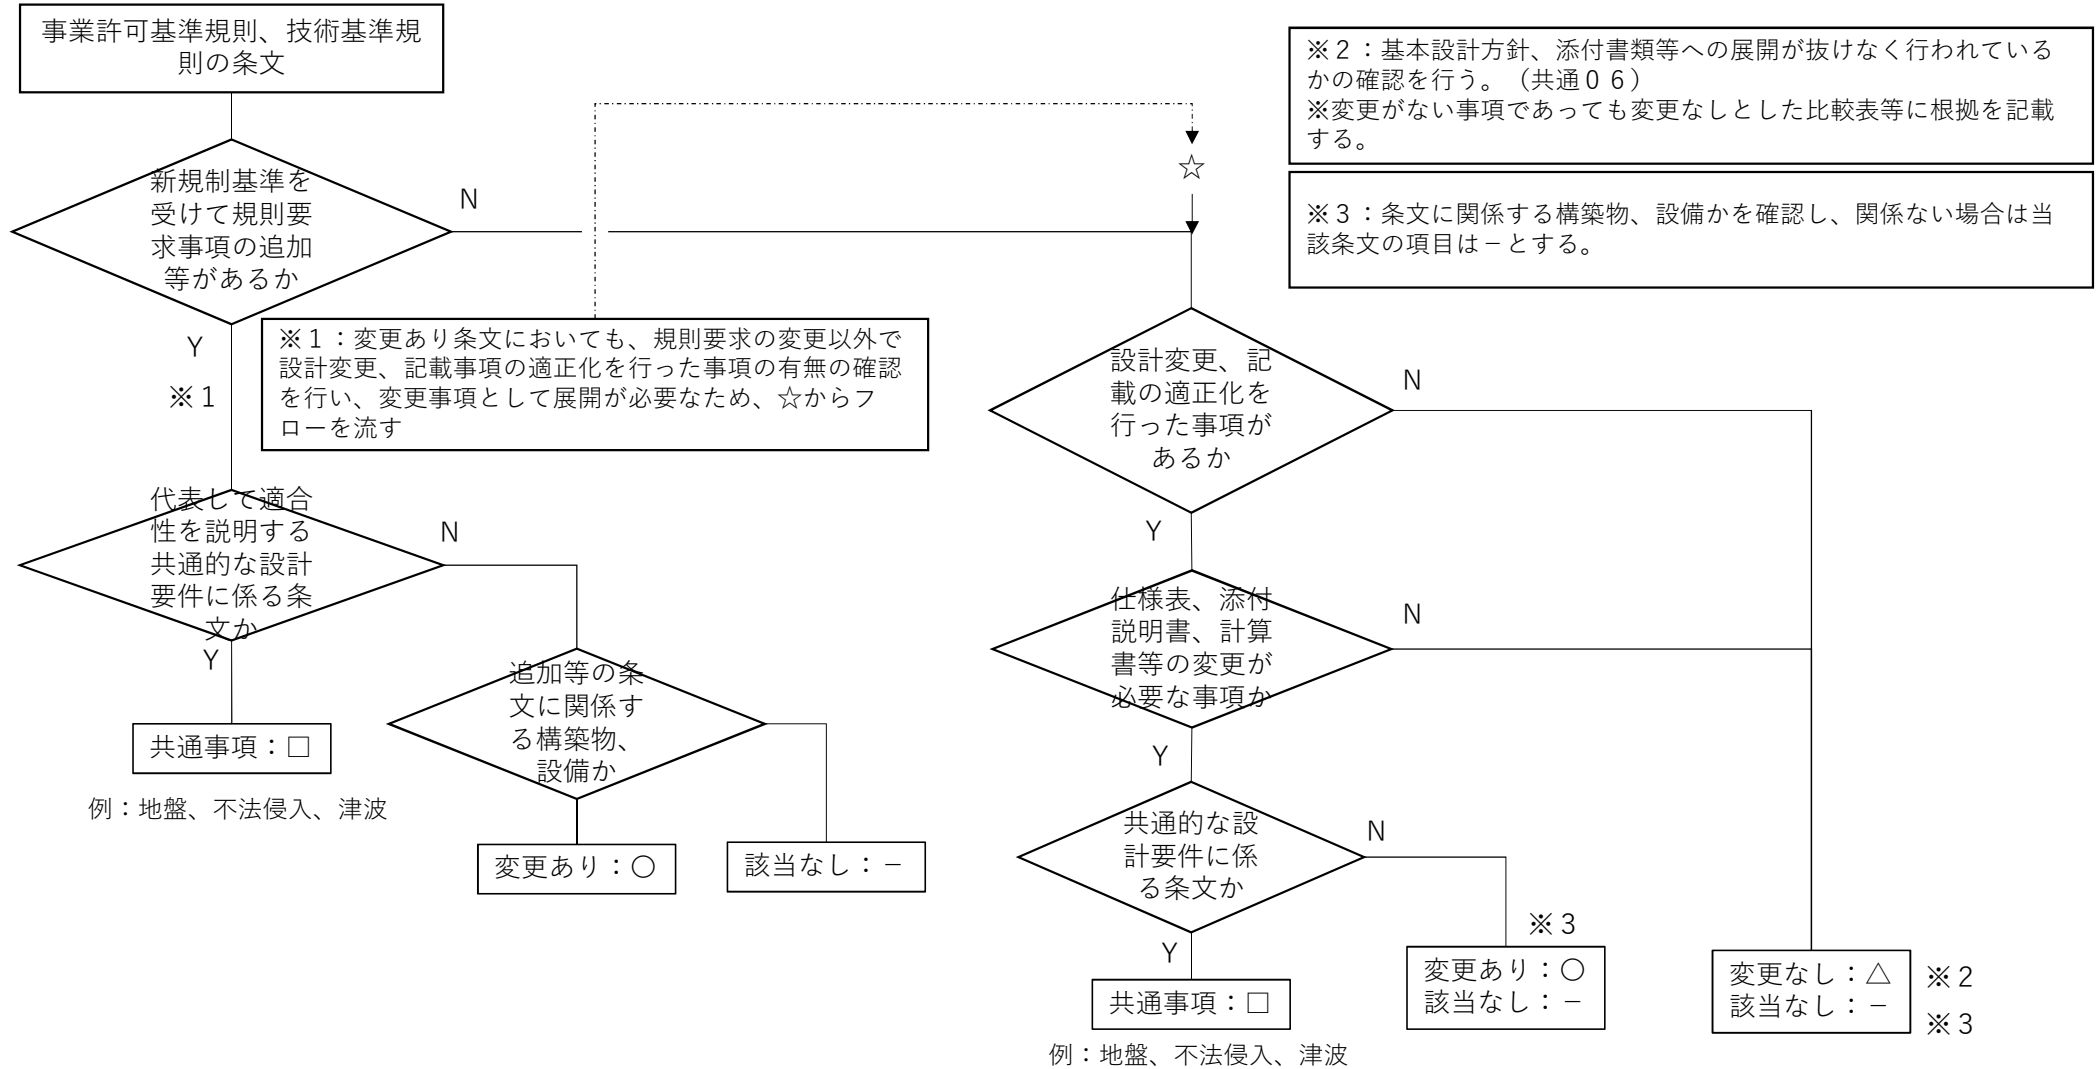 事業許可基準規則、技術基準規
則の条文
※２：基本設計方針、添付書類等への展開が抜けなく行われている
かの確認を行う。（共通０６）
※変更がない事項であっても変更なしとした比較表等に根拠を記載
する。
☆
新規制基準を
受けて規則要
求事項の追加
等があるか
N
※３：条文に関係する構築物、設備かを確認し、関係ない場合は当
該条文の項目は－とする。
Y
※１
※１：変更あり条文においても、規則要求の変更以外で
設計変更、記載事項の適正化を行った事項の有無の確認
を行い、変更事項として展開が必要なため、☆からフ
ローを流す
設計変更、記
載の適正化を
行った事項が
あるか
N
Y
代表して適合
性を説明する
共通的な設計
要件に係る条
文か
N
Y
仕様表、添付
説明書、計算
書等の変更が
必要な事項か
N
Y
追加等の条
文に関係す
る構築物、
設備か
共通事項：□
例：地盤、不法侵入、津波
変更あり：〇
該当なし：－
共通的な設
計要件に係
る条文か
N
Y
※３
変更あり：〇
該当なし：－
変更なし：△
該当なし：－
※２
※３
共通事項：□
例：地盤、不法侵入、津波